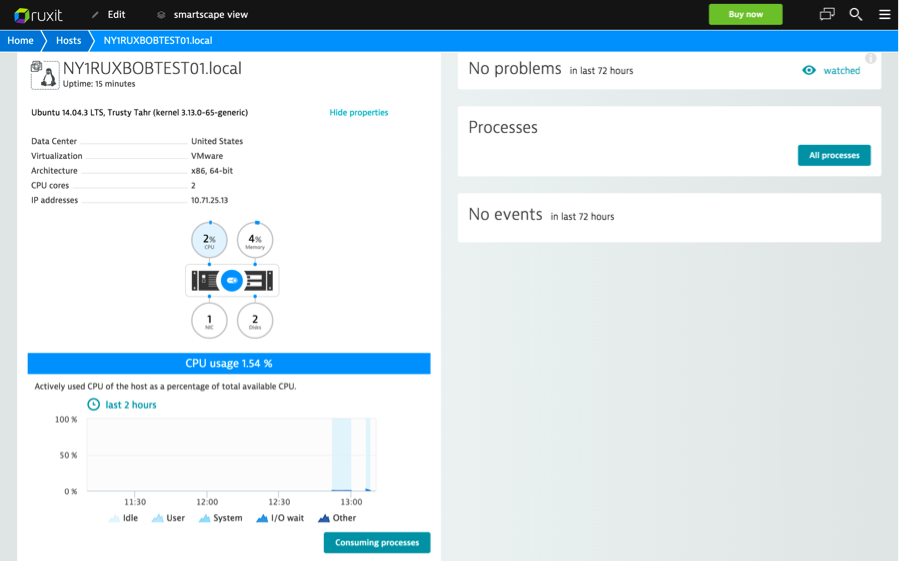 ruxit
Edit
smartscape view
Buy now
Home
Hosts
NY1RUXBOBTEST01.local
NY1RUXBOBTEST01.local
Uptime: 15 minutes
Ubuntu 14.04.3 LTS, Trusty Tahr (kernel 3.13.0-65-generic)
Hide properties
Data Center United States
Virtualization VMware
Architecture x86, 64-bit
CPU cores 2
IP addresses 10.71.25.13
2%
CPU
4%
Memory
1
NIC
2
Disks
CPU usage 1.54 %
Actively used CPU of the host as a percentage of total available CPU.
last 2 hours
100 %
50 %
0 %
11:30 12:00 12:30 13:00
Idle User System I/O wait Other
Consuming processes
No problems in last 72 hours
watched
Processes
All processes
No events in last 72 hours